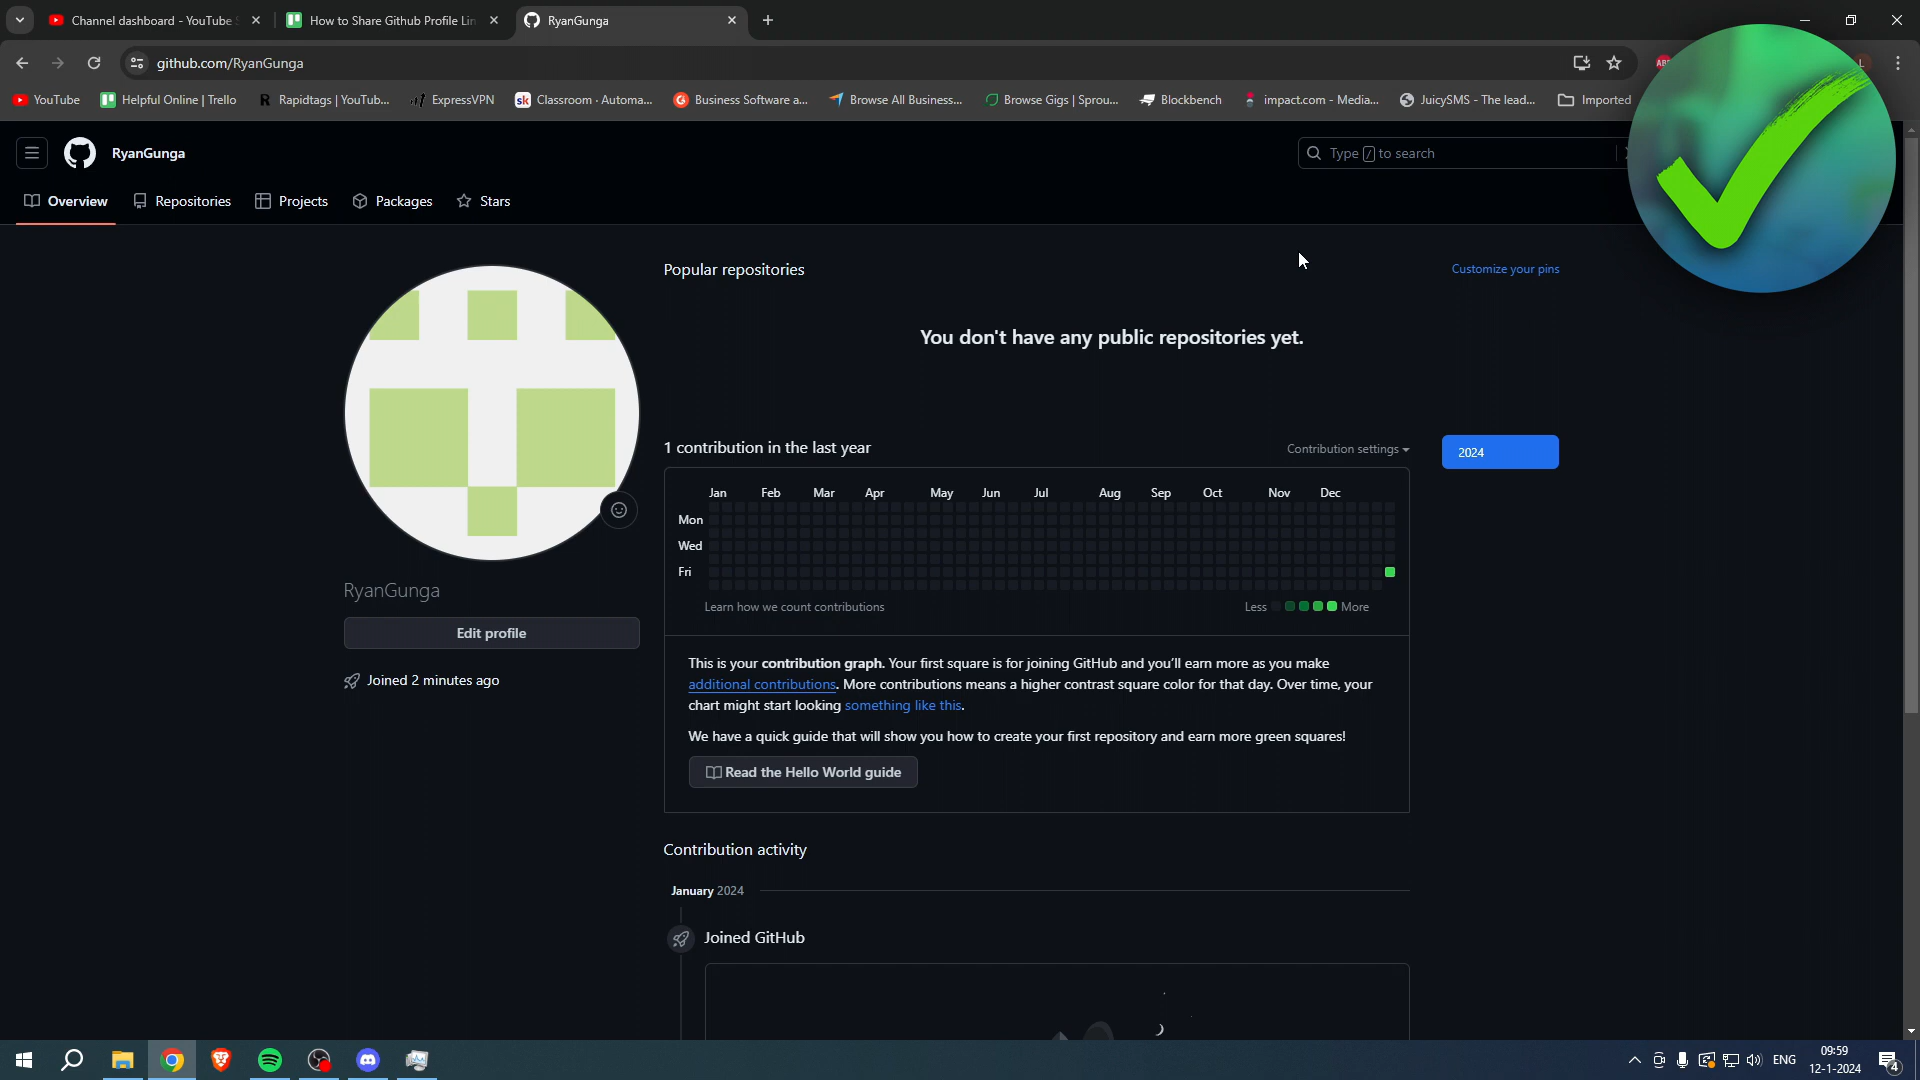 Channel dashboard - YouTube
How to Share Github Profile Lin
RyanGunga
github.com/RyanGunga
YouTube
Helpful Online | Trello
Rapidtags | YouTub...
ExpressVPN
Classroom · Automa...
Business Software a...
Browse All Business...
Browse Gigs | Sprou...
Blockbench
impact.com - Media...
JuicySMS - The lead...
Imported
RyanGunga
Type / to search
Overview
Repositories
Projects
Packages
Stars
Popular repositories
Customize your pins
You don't have any public repositories yet.
1 contribution in the last year
Contribution settings
2024
Jan Feb Mar Apr May Jun Jul Aug Sep Oct Nov Dec
Mon
Wed
Fri
Learn how we count contributions
Less
More
RyanGunga
Edit profile
Joined 2 minutes ago
This is your contribution graph. Your first square is for joining GitHub and you'll earn more as you make
additional contributions. More contributions means a higher contrast square color for that day. Over time, your
chart might start looking something like this.
We have a quick guide that will show you how to create your first repository and earn more green squares!
Read the Hello World guide
Contribution activity
January 2024
Joined GitHub
ENG
09:59
12-1-2024
4